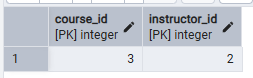 course_id
[PK] integer
instructor_id
[PK] integer
1
3
2